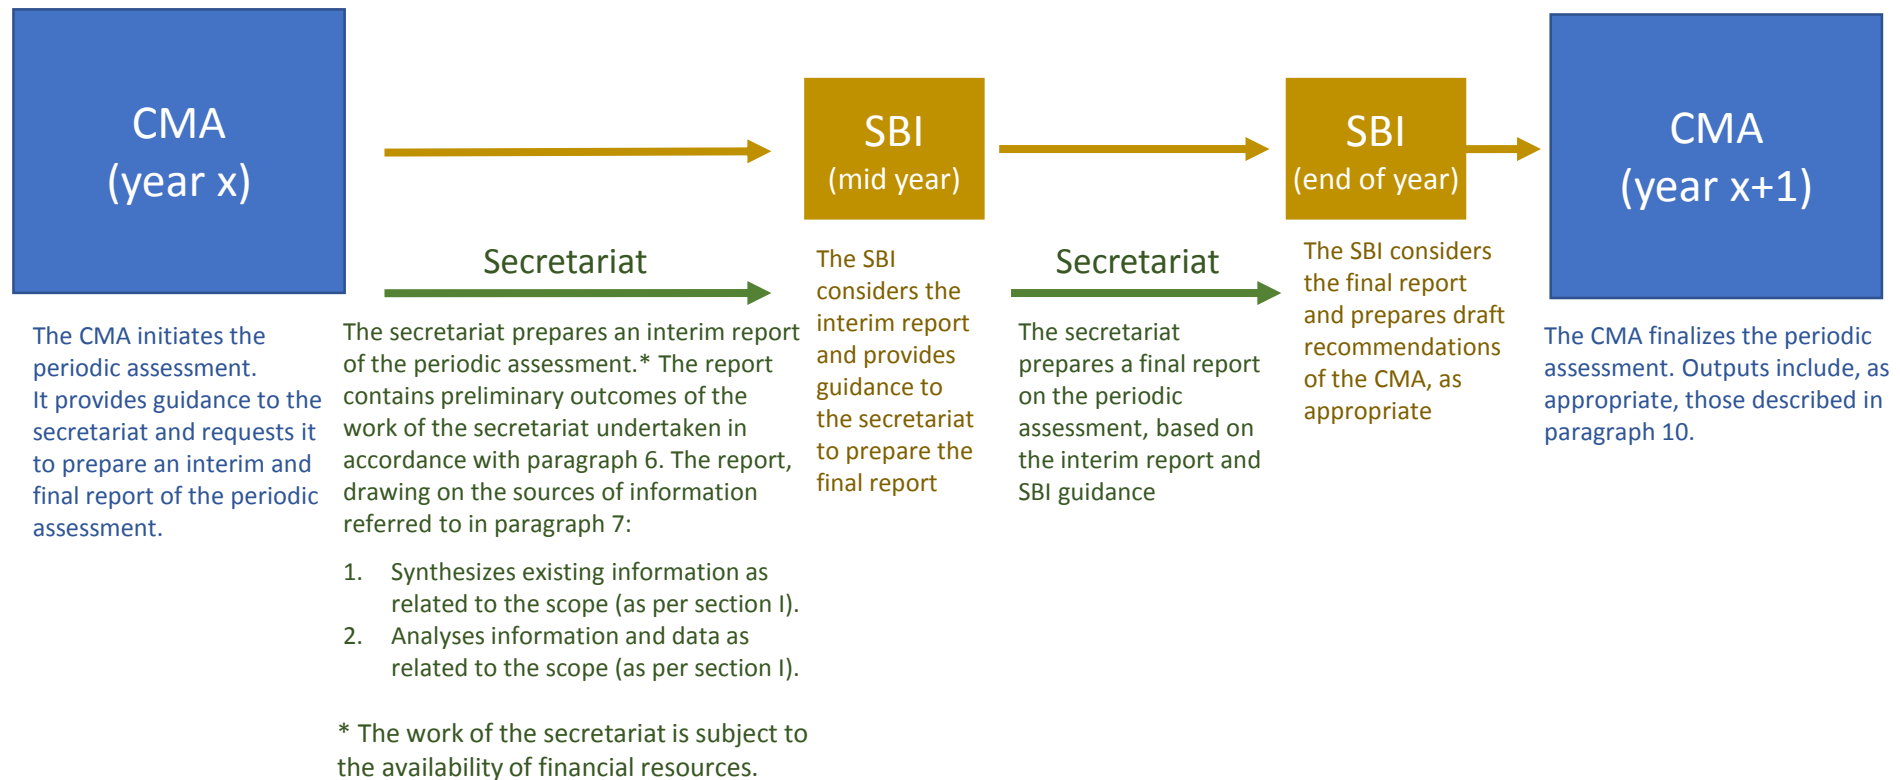 CMA
(year x)
The CMA initiates the
periodic assessment.
It provides guidance to the
secretariat and requests it
to prepare an interim and
final report of the periodic
assessment.
Secretariat
The secretariat prepares an interim report
of the periodic assessment.* The report
contains preliminary outcomes of the
work of the secretariat undertaken in
accordance with paragraph 6. The report,
drawing on the sources of information
referred to in paragraph 7:
1. Synthesizes existing information as
related to the scope (as per section I).
2. Analyses information and data as
related to the scope (as per section I).
* The work of the secretariat is subject to
the availability of financial resources.
SBI
(mid year)
The SBI
considers the
interim report
and provides
guidance to
the secretariat
to prepare the
final report
Secretariat
The secretariat
prepares a final report
on the periodic
assessment, based on
the interim report and
SBI guidance
SBI
(end of year)
The SBI considers
the final report
and prepares draft
recommendations
of the CMA, as
appropriate
CMA
(year x+1)
The CMA finalizes the periodic
assessment. Outputs include, as
appropriate, those described in
paragraph 10.